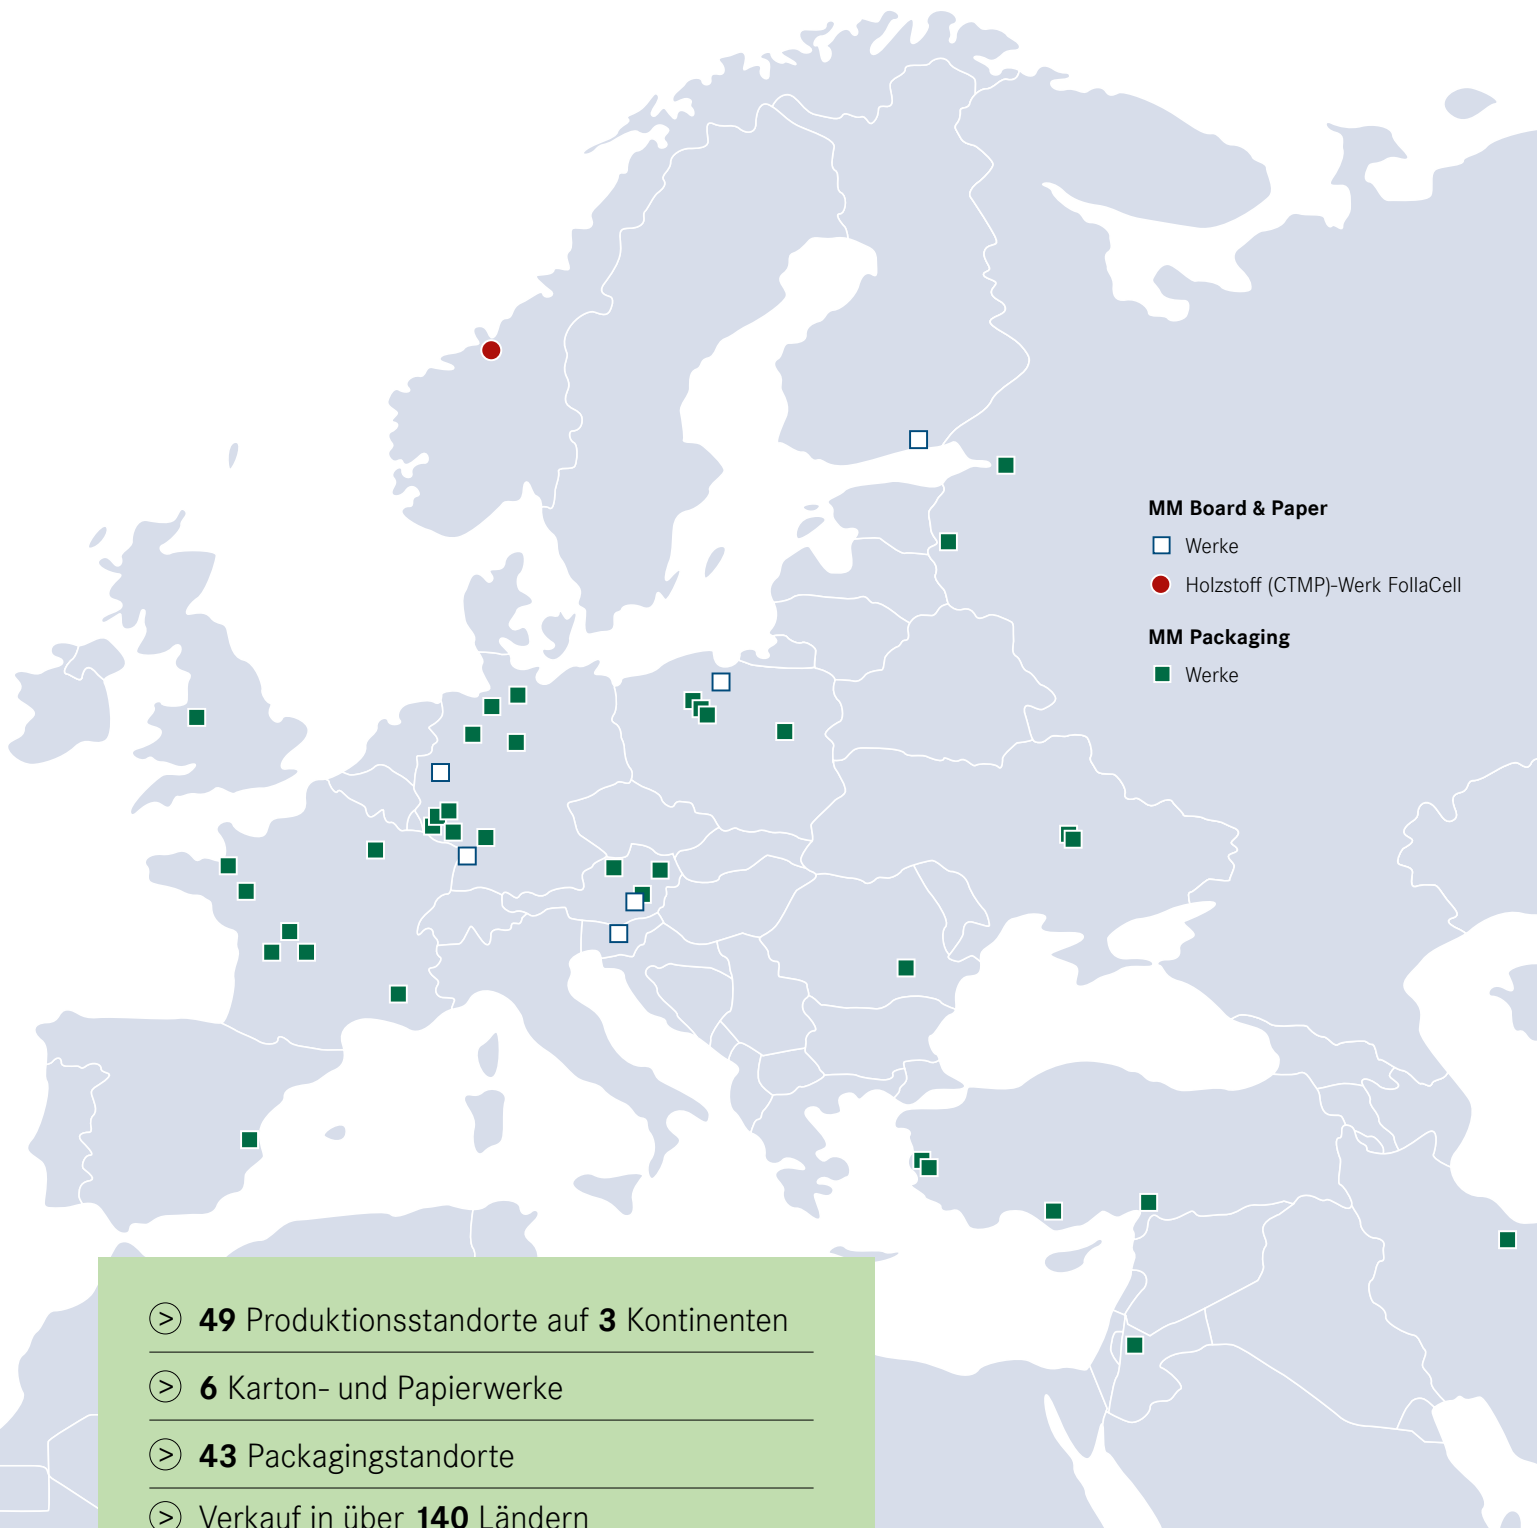 MM Board & Paper
Werke
Holzstoff (CTMP)-Werk FollaCell
MM Packaging
Werke
> 49 Produktionsstandorte auf 3 Kontinenten
> 6 Karton- und Papierwerke
> 43 Packagingstandorte
> Verkauf in über 140 Ländern